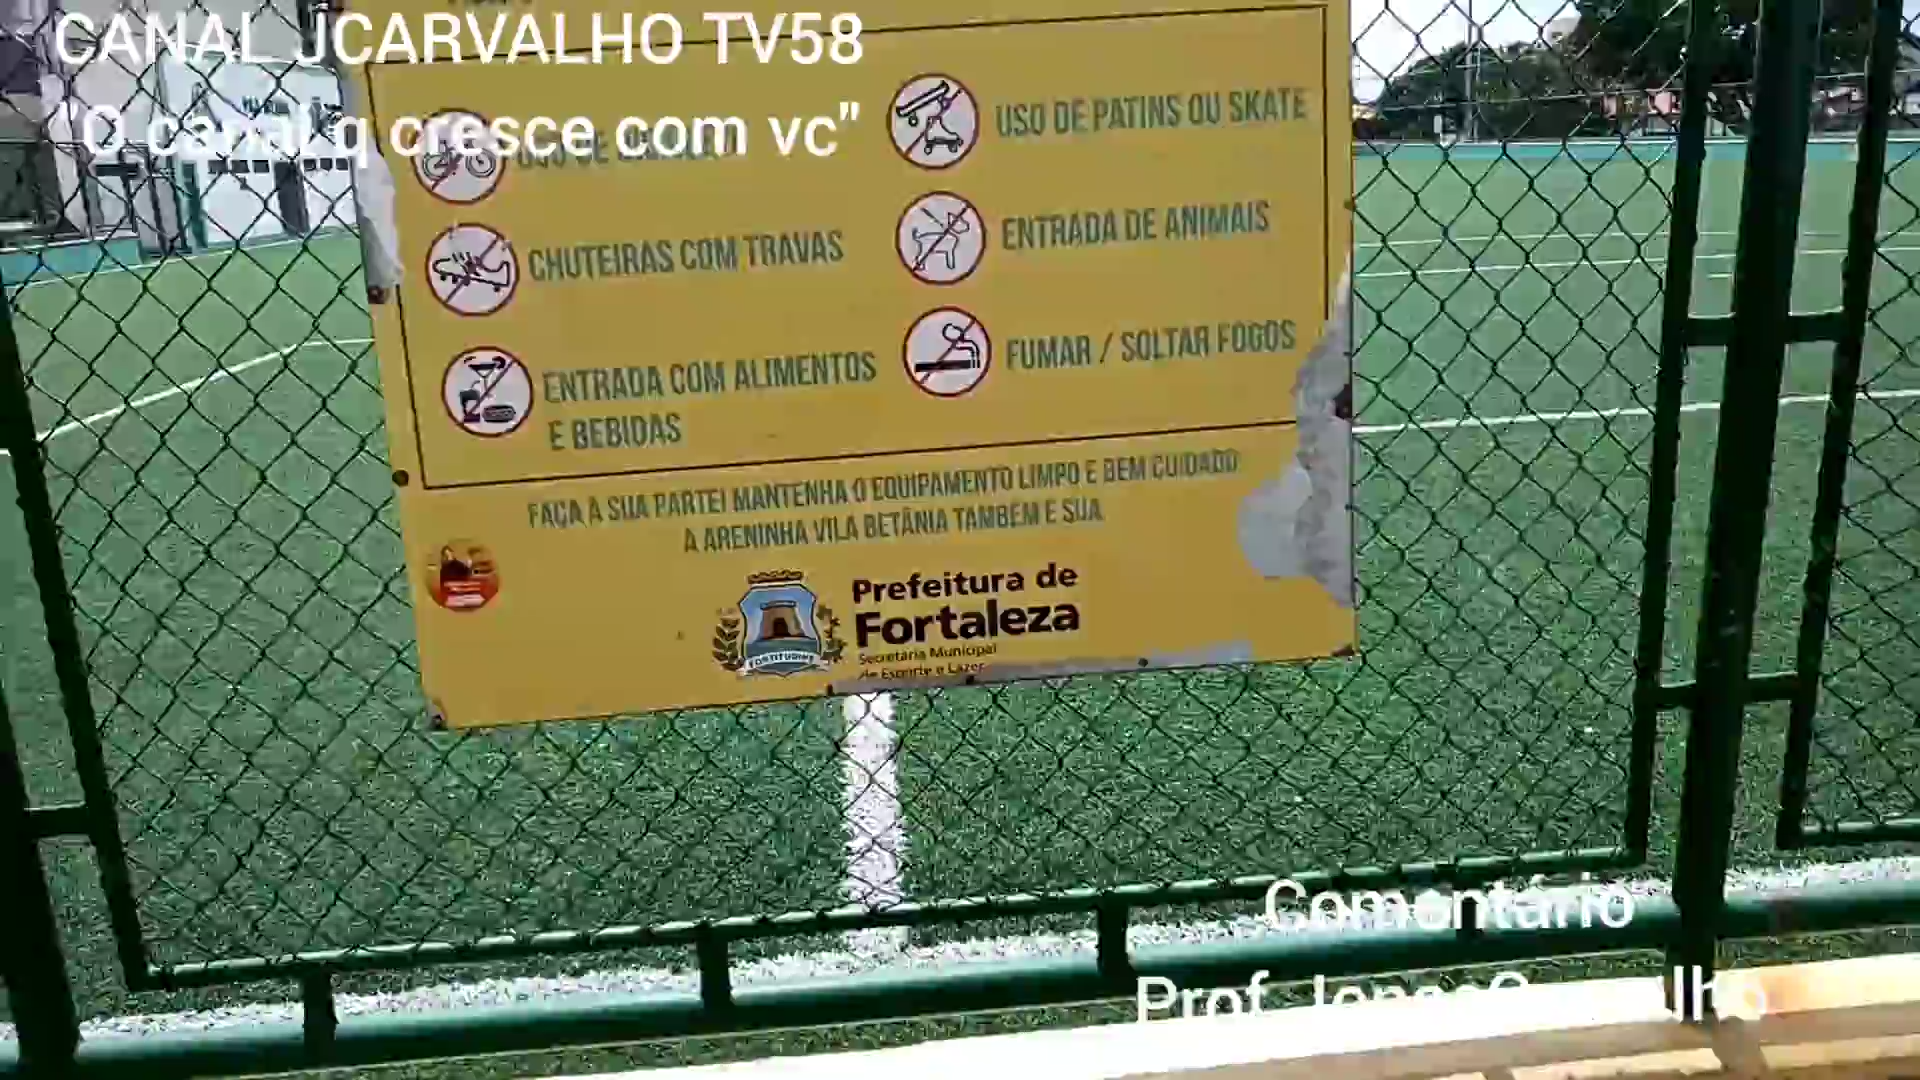 CANAL JCARVALHO TV58
"O canal q cresce com vc"
USO DE PATINS OU SKATE
CHUTEIRAS COM TRAVAS
ENTRADA DE ANIMAIS
ENTRADA COM ALIMENTOS
E BEBIDAS
FUMAR / SOLTAR FOGOS
FAÇA A SUA PARTE! MANTENHA O EQUIPAMENTO LIMPO E BEM CUIDADO
A ARENINHA VILA BETÂNIA TAMBÉM É SUA
FORTITUDINE
Prefeitura de
Fortaleza
Secretaria Municipal
de Esporte e Lazer
Comentário
Prof.